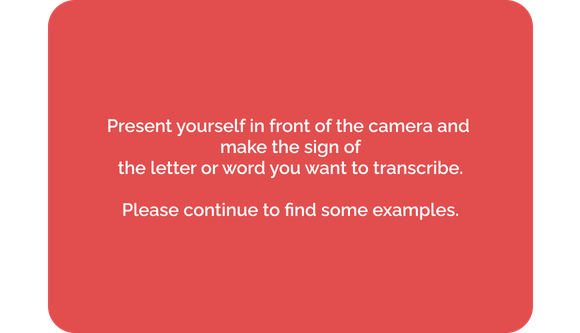 Present yourself in front of the camera and
make the sign of
the letter or word you want to transcribe.
Please continue to find some examples.